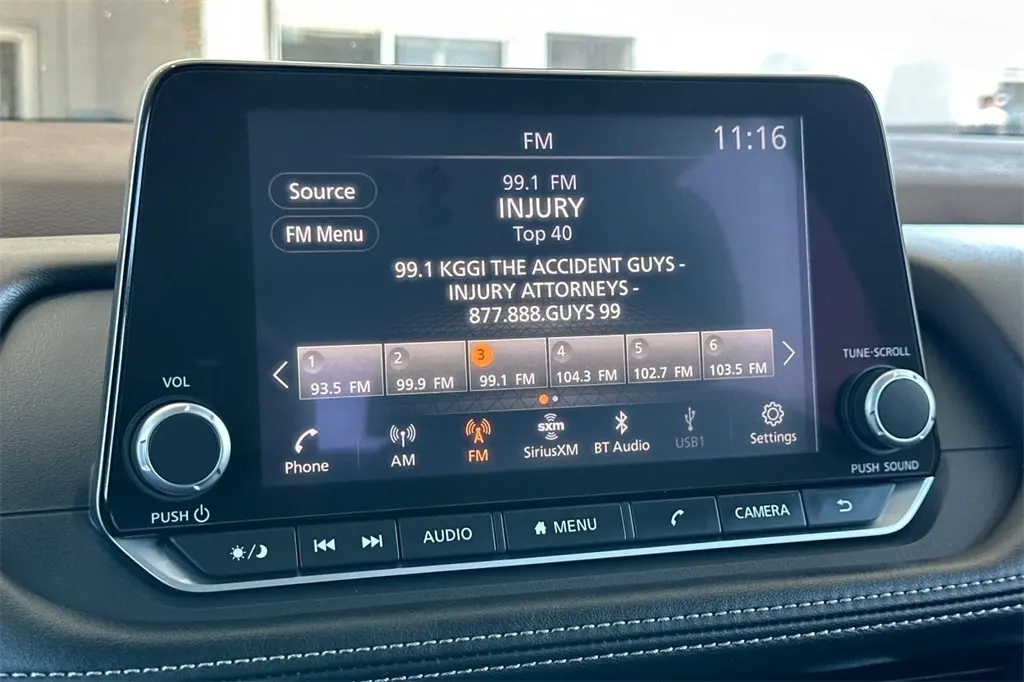 FM
11:16
Source
FM Menu
99.1 FM
INJURY
Top 40
99.1 KGGI THE ACCIDENT GUYS -
INJURY ATTORNEYS -
877.888.GUYS 99
1 2 3 4 5 6
93.5 FM 99.9 FM 99.1 FM 104.3 FM 102.7 FM 103.5 FM
Phone AM FM sxm SiriusXM BT Audio USB1 Settings
VOL
PUSH
TUNE·SCROLL
PUSH SOUND
AUDIO MENU CAMERA